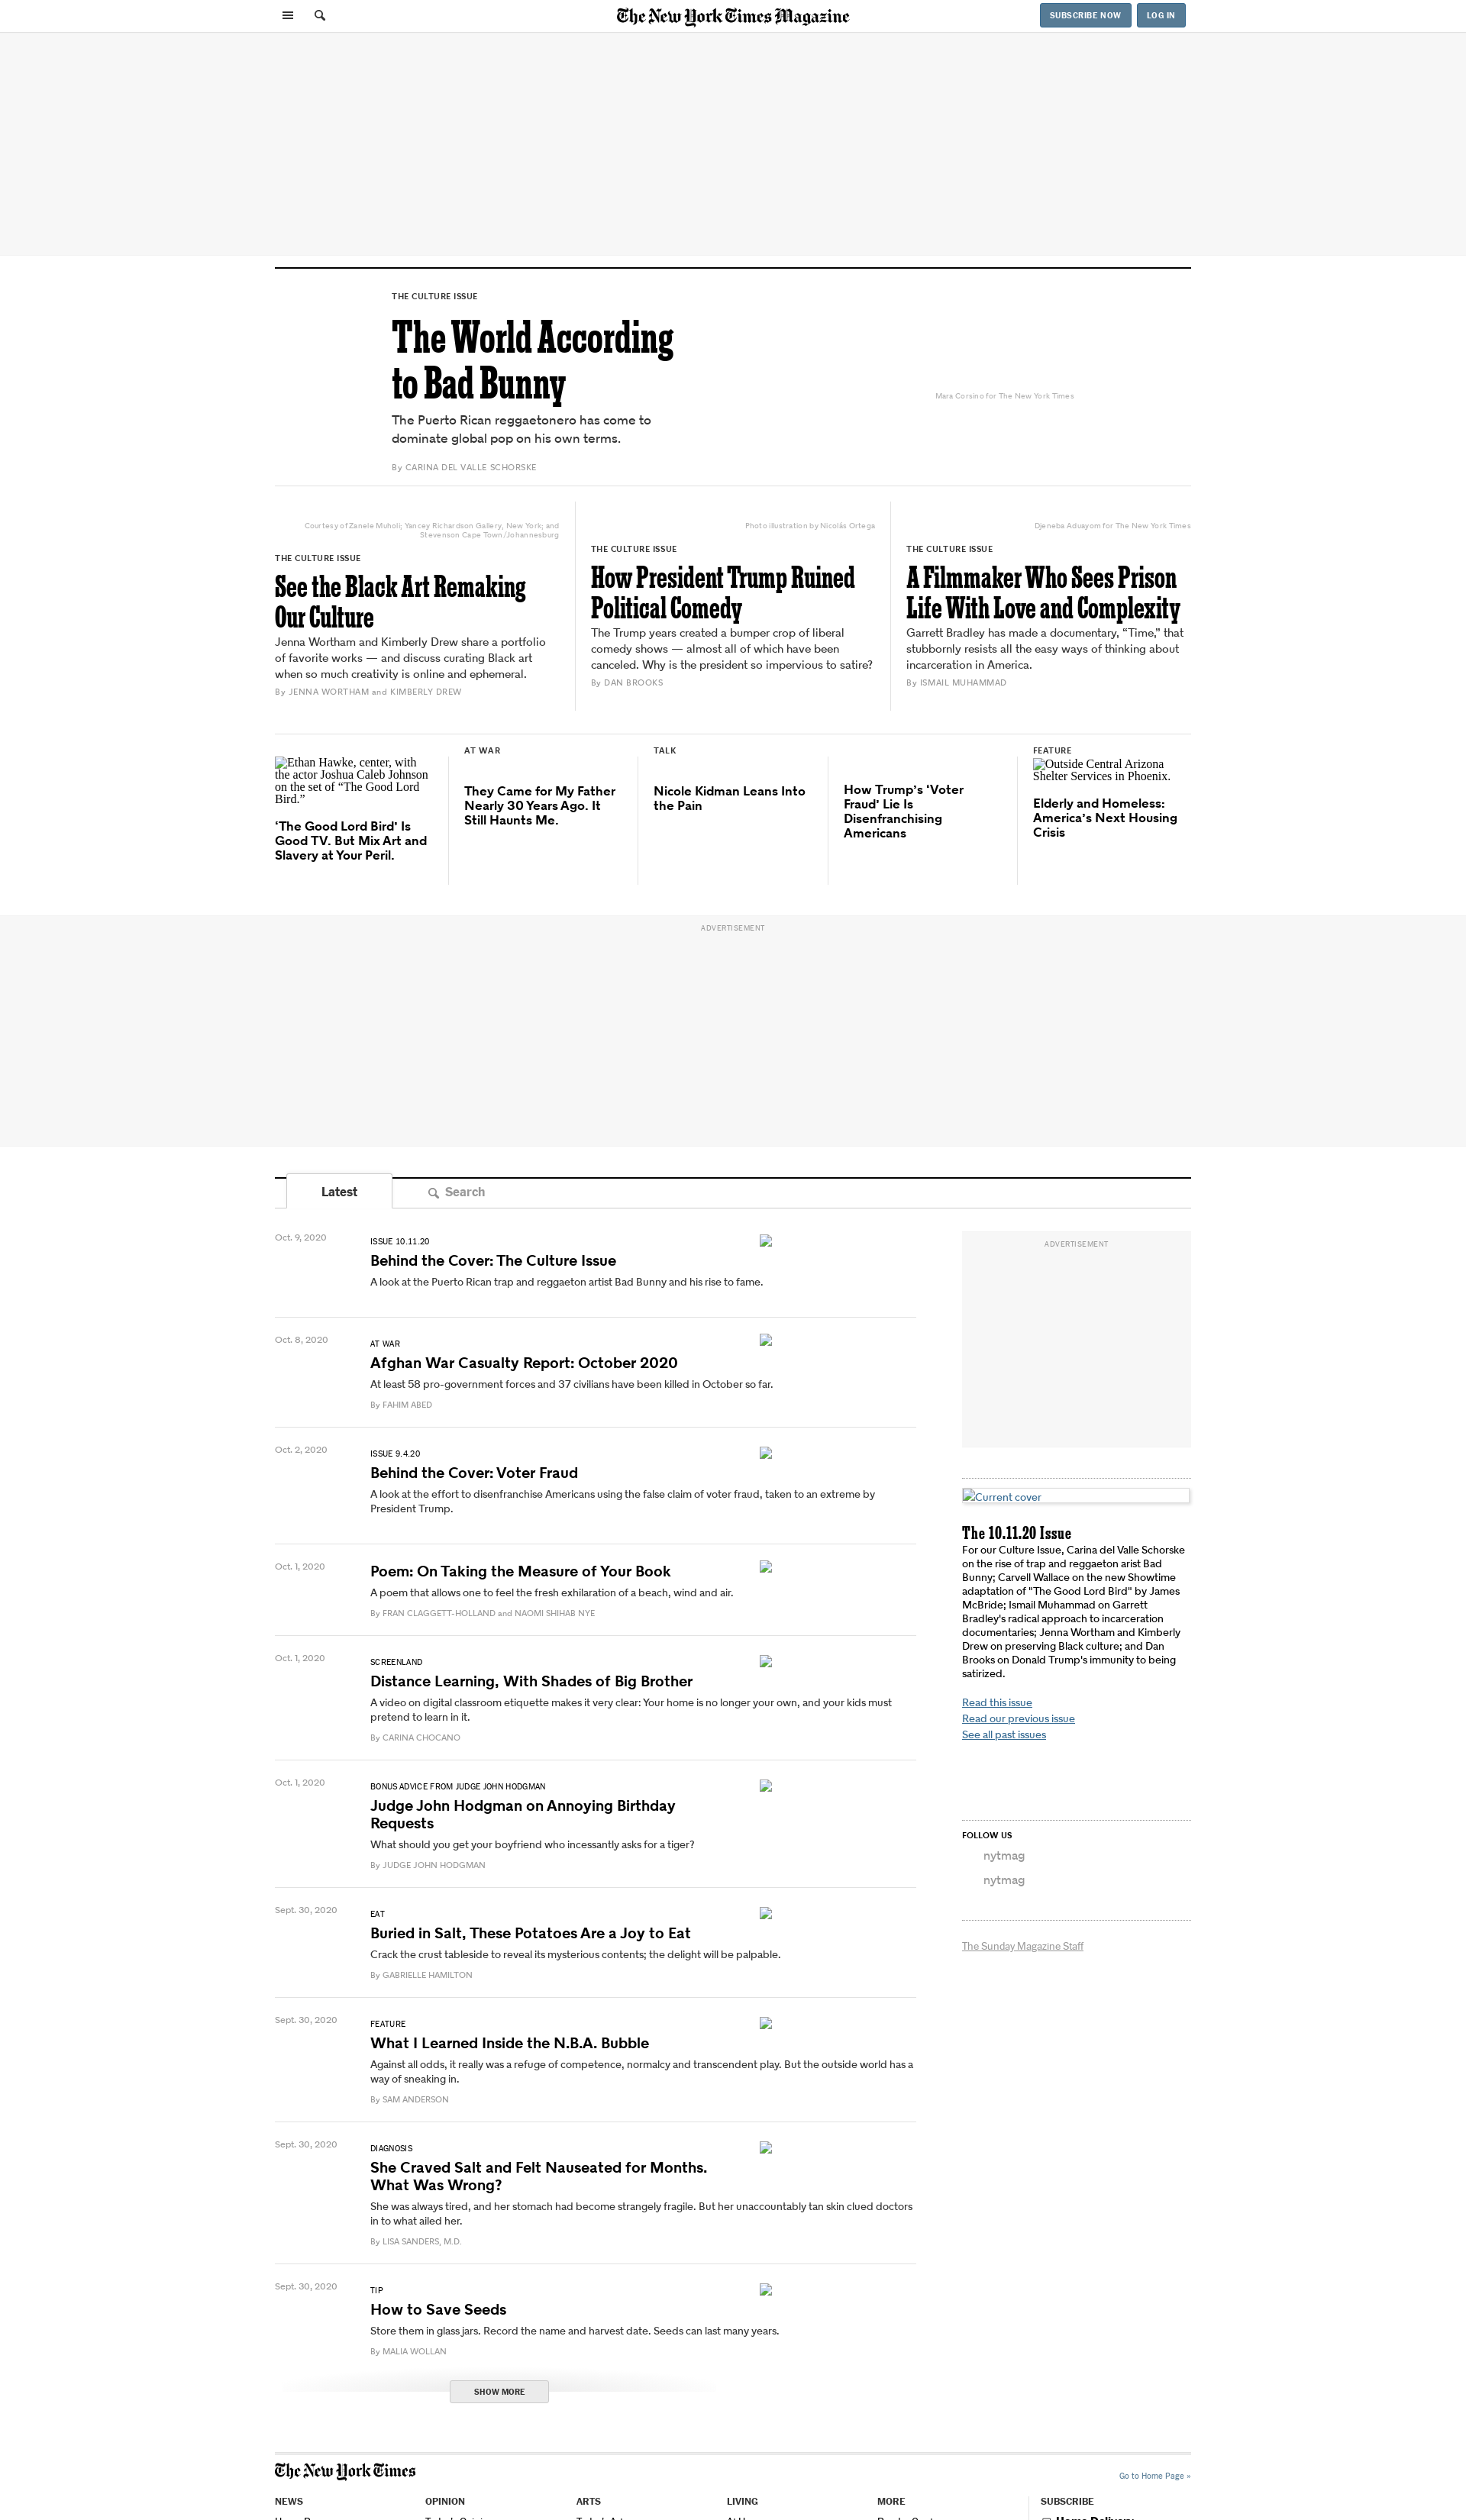 The New York Times Magazine
SUBSCRIBE NOW
LOG IN
THE CULTURE ISSUE
The World According
to Bad Bunny
The Puerto Rican reggaetonero has come to
dominate global pop on his own terms.
By CARINA DEL VALLE SCHORSKE
Mara Corsino for The New York Times
Courtesy of Zanele Muholi; Yancey Richardson Gallery, New York; and
Stevenson Cape Town/Johannesburg
THE CULTURE ISSUE
See the Black Art Remaking
Our Culture
Jenna Wortham and Kimberly Drew share a portfolio
of favorite works — and discuss curating Black art
when so much creativity is online and ephemeral.
By JENNA WORTHAM and KIMBERLY DREW
Photo illustration by Nicolás Ortega
THE CULTURE ISSUE
How President Trump Ruined
Political Comedy
The Trump years created a bumper crop of liberal
comedy shows — almost all of which have been
canceled. Why is the president so impervious to satire?
By DAN BROOKS
Djeneba Aduayom for The New York Times
THE CULTURE ISSUE
A Filmmaker Who Sees Prison
Life With Love and Complexity
Garrett Bradley has made a documentary, “Time,” that
stubbornly resists all the easy ways of thinking about
incarceration in America.
By ISMAIL MUHAMMAD
Ethan Hawke, center, with
the actor Joshua Caleb Johnson
on the set of “The Good Lord
Bird.”
‘The Good Lord Bird’ Is
Good TV. But Mix Art and
Slavery at Your Peril.
AT WAR
They Came for My Father
Nearly 30 Years Ago. It
Still Haunts Me.
TALK
Nicole Kidman Leans Into
the Pain
How Trump’s ‘Voter
Fraud’ Lie Is
Disenfranchising
Americans
FEATURE
Outside Central Arizona
Shelter Services in Phoenix.
Elderly and Homeless:
America’s Next Housing
Crisis
ADVERTISEMENT
Latest
Search
Oct. 9, 2020
ISSUE 10.11.20
Behind the Cover: The Culture Issue
A look at the Puerto Rican trap and reggaeton artist Bad Bunny and his rise to fame.
Oct. 8, 2020
AT WAR
Afghan War Casualty Report: October 2020
At least 58 pro-government forces and 37 civilians have been killed in October so far.
By FAHIM ABED
Oct. 2, 2020
ISSUE 9.4.20
Behind the Cover: Voter Fraud
A look at the effort to disenfranchise Americans using the false claim of voter fraud, taken to an extreme by
President Trump.
Oct. 1, 2020
Poem: On Taking the Measure of Your Book
A poem that allows one to feel the fresh exhilaration of a beach, wind and air.
By FRAN CLAGGETT-HOLLAND and NAOMI SHIHAB NYE
Oct. 1, 2020
SCREENLAND
Distance Learning, With Shades of Big Brother
A video on digital classroom etiquette makes it very clear: Your home is no longer your own, and your kids must
pretend to learn in it.
By CARINA CHOCANO
Oct. 1, 2020
BONUS ADVICE FROM JUDGE JOHN HODGMAN
Judge John Hodgman on Annoying Birthday
Requests
What should you get your boyfriend who incessantly asks for a tiger?
By JUDGE JOHN HODGMAN
Sept. 30, 2020
EAT
Buried in Salt, These Potatoes Are a Joy to Eat
Crack the crust tableside to reveal its mysterious contents; the delight will be palpable.
By GABRIELLE HAMILTON
Sept. 30, 2020
FEATURE
What I Learned Inside the N.B.A. Bubble
Against all odds, it really was a refuge of competence, normalcy and transcendent play. But the outside world has a
way of sneaking in.
By SAM ANDERSON
Sept. 30, 2020
DIAGNOSIS
She Craved Salt and Felt Nauseated for Months.
What Was Wrong?
She was always tired, and her stomach had become strangely fragile. But her unaccountably tan skin clued doctors
in to what ailed her.
By LISA SANDERS, M.D.
Sept. 30, 2020
TIP
How to Save Seeds
Store them in glass jars. Record the name and harvest date. Seeds can last many years.
By MALIA WOLLAN
SHOW MORE
ADVERTISEMENT
Current cover
The 10.11.20 Issue
For our Culture Issue, Carina del Valle Schorske
on the rise of trap and reggaeton arist Bad
Bunny; Carvell Wallace on the new Showtime
adaptation of "The Good Lord Bird" by James
McBride; Ismail Muhammad on Garrett
Bradley's radical approach to incarceration
documentaries; Jenna Wortham and Kimberly
Drew on preserving Black culture; and Dan
Brooks on Donald Trump's immunity to being
satirized.
Read this issue
Read our previous issue
See all past issues
FOLLOW US
nytmag
nytmag
The Sunday Magazine Staff
The New York Times
Go to Home Page »
NEWS
OPINION
ARTS
LIVING
MORE
SUBSCRIBE